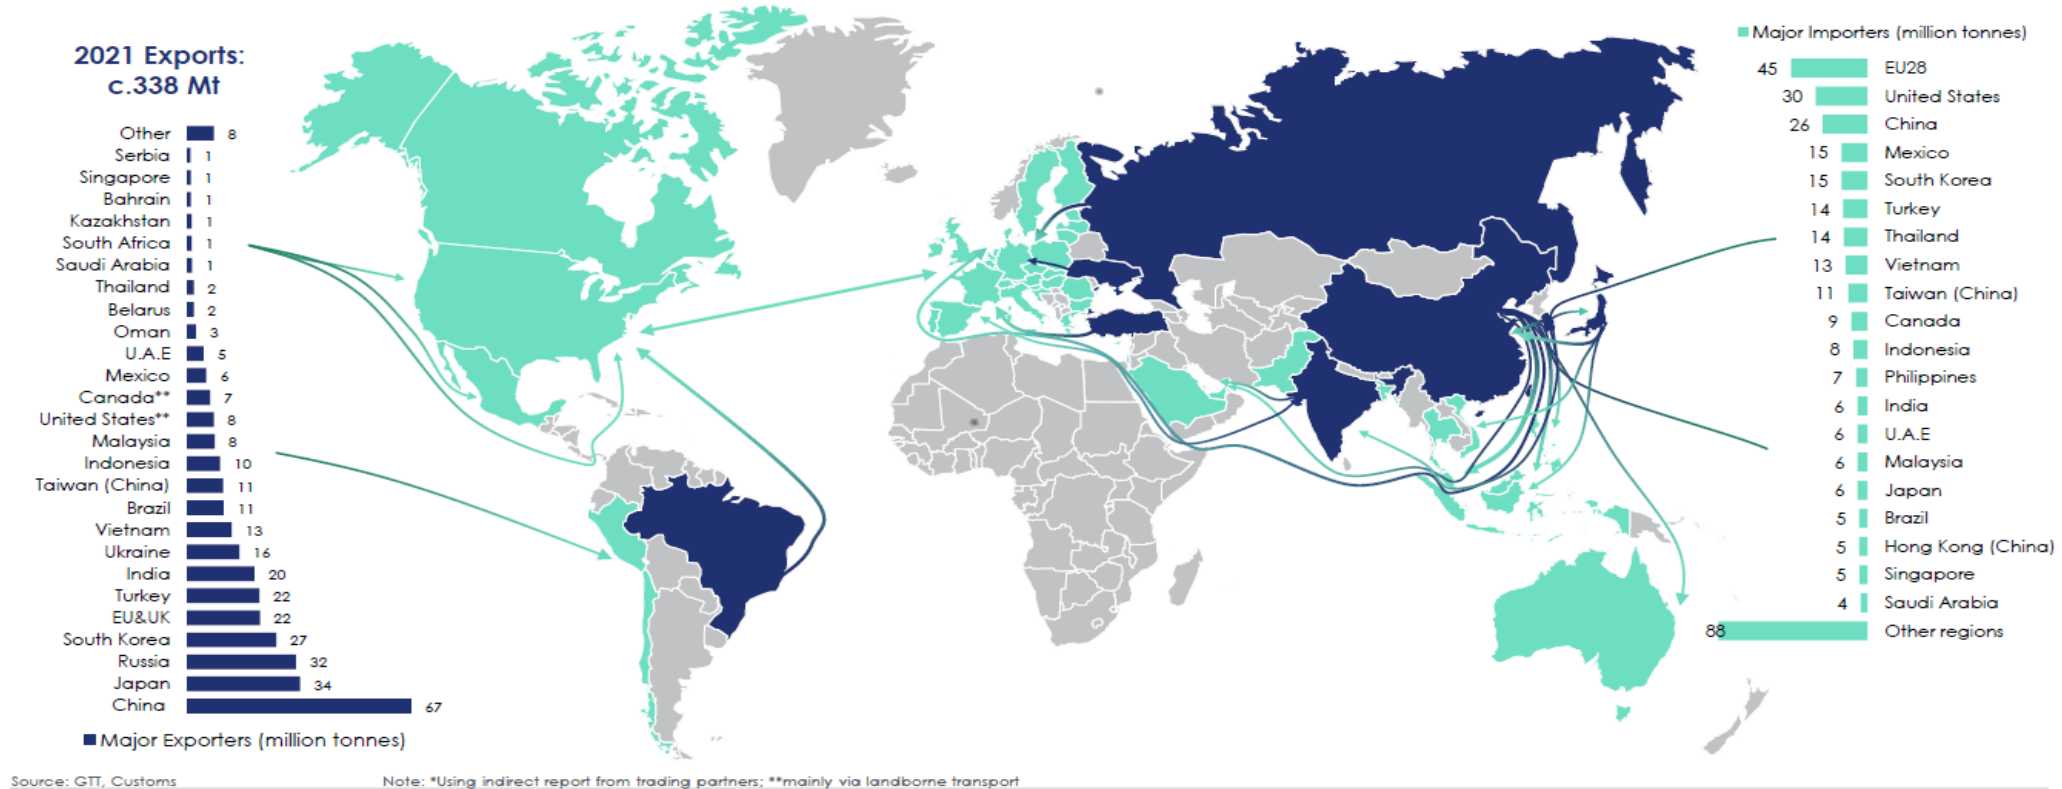 2021 Exports:
c.338 Mt
Other 8
Serbia 1
Singapore 1
Bahrain 1
Kazakhstan 1
South Africa 1
Saudi Arabia 1
Thailand 2
Belarus 2
Oman 3
U.A.E 5
Mexico 6
Canada** 7
United States** 8
Malaysia 8
Indonesia 10
Taiwan (China) 11
Brazil 11
Vietnam 13
Ukraine 16
India 20
Turkey 22
EU&UK 22
South Korea 27
Russia 32
Japan 34
China 67
Major Exporters (million tonnes)
Major Importers (million tonnes)
45 EU28
30 United States
26 China
15 Mexico
15 South Korea
14 Turkey
14 Thailand
13 Vietnam
11 Taiwan (China)
9 Canada
8 Indonesia
7 Philippines
6 India
6 U.A.E
6 Malaysia
6 Japan
5 Brazil
5 Hong Kong (China)
5 Singapore
4 Saudi Arabia
88 Other regions
Source: GTT, Customs
Note: *Using indirect report from trading partners; **mainly via landborne transport